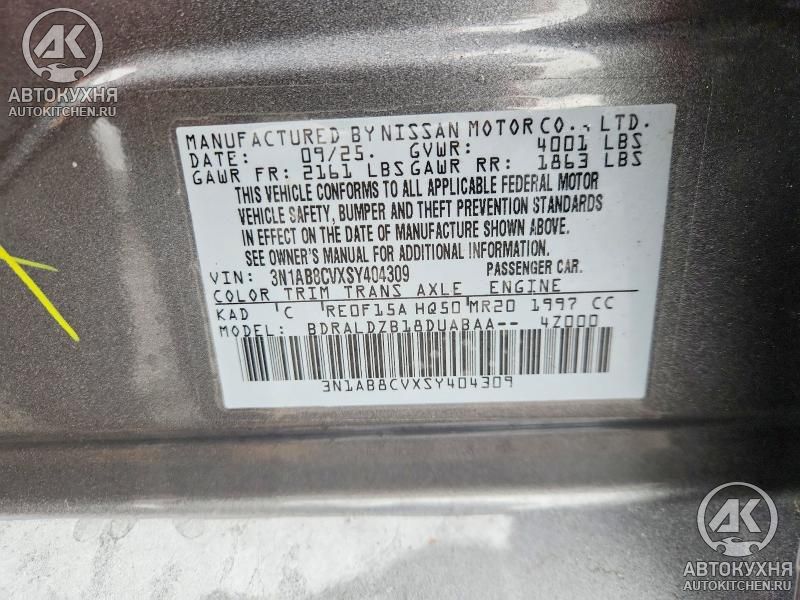 АК
АВТОКУХНЯ
AUTOKITCHEN.RU
MANUFACTURED BY NISSAN MOTOR CO., LTD.
DATE: 09/25. GVWR: 4001 LBS
GAWR FR: 2161 LBS GAWR RR: 1863 LBS
THIS VEHICLE CONFORMS TO ALL APPLICABLE FEDERAL MOTOR
VEHICLE SAFETY, BUMPER AND THEFT PREVENTION STANDARDS
IN EFFECT ON THE DATE OF MANUFACTURE SHOWN ABOVE.
SEE OWNER'S MANUAL FOR ADDITIONAL INFORMATION.
VIN: 3N1AB8CVXSY404309 PASSENGER CAR.
COLOR TRIM TRANS AXLE ENGINE
KAD C RE0F15A HQ50 MR20 1997 CC
MODEL: BDRALDZB18DUABAA-- 4Z000
3N1AB8CVXSY404309
АК
АВТОКУХНЯ
AUTOKITCHEN.RU